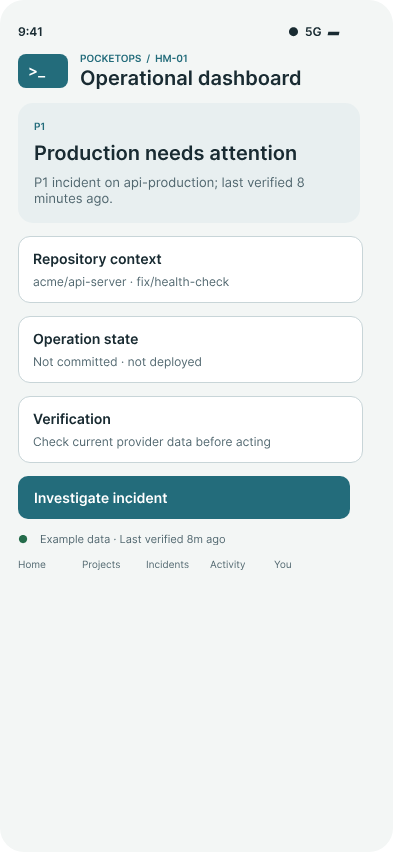 9:41
5G
>_
POCKETOPS / HM-01
Operational dashboard
P1
Production needs attention
P1 incident on api-production; last verified 8
minutes ago.
Repository context
acme/api-server · fix/health-check
Operation state
Not committed · not deployed
Verification
Check current provider data before acting
Investigate incident
Example data · Last verified 8m ago
Home Projects Incidents Activity You